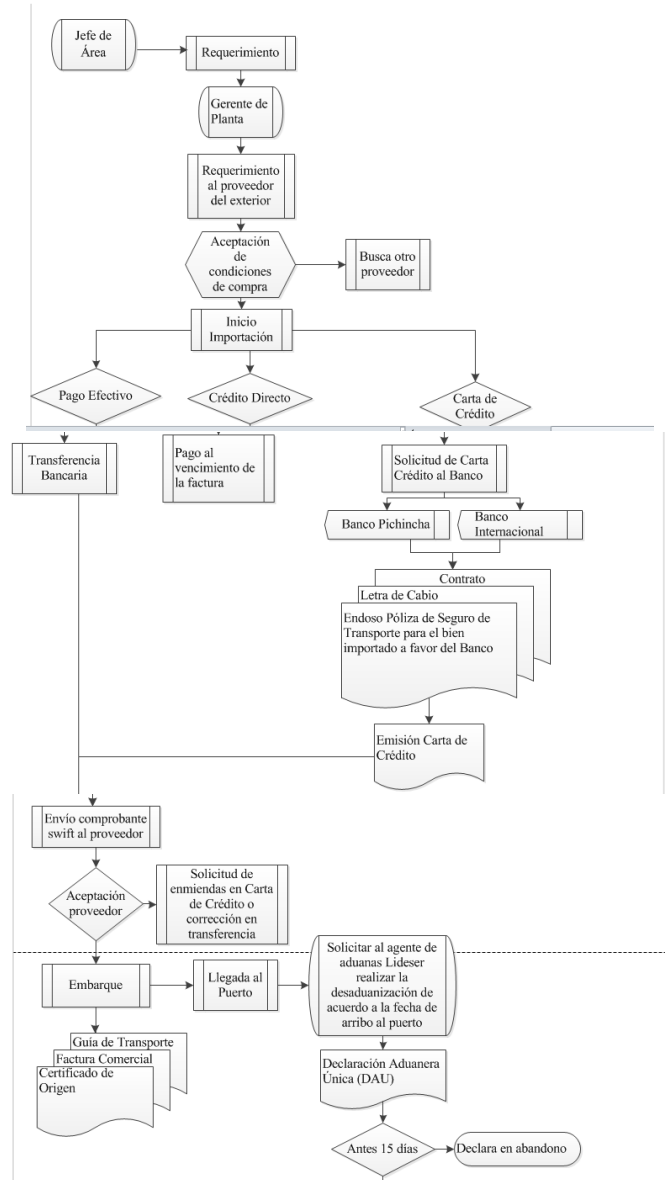 Jefe de
Área
Requerimiento
Gerente de
Planta
Requerimiento
al proveedor
del exterior
Aceptación
de
condiciones
de compra
Busca otro
proveedor
Inicio
Importación
Pago Efectivo
Crédito Directo
Carta de
Crédito
Transferencia
Bancaria
Pago al
vencimiento de
la factura
Solicitud de Carta
Crédito al Banco
Banco Pichincha
Banco
Internacional
Contrato
Letra de Cabio
Endoso Póliza de Seguro de
Transporte para el bien
importado a favor del Banco
Emisión Carta de
Crédito
Envío comprobante
swift al proveedor
Aceptación
proveedor
Solicitud de
enmiendas en Carta
de Crédito o
corrección en
transferencia
Embarque
Llegada al
Puerto
Solicitar al agente de
aduanas Lideser
realizar la
desaduanización de
acuerdo a la fecha de
arribo al puerto
Guía de Transporte
Factura Comercial
Certificado de
Origen
Declaración Aduanera
Única (DAU)
Antes 15 días
Declara en abandono